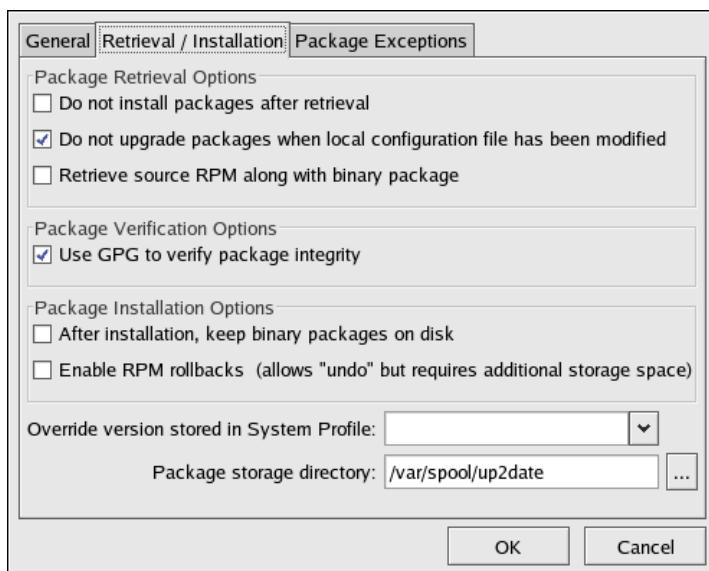 General
Retrieval / Installation
Package Exceptions
Package Retrieval Options
Do not install packages after retrieval
Do not upgrade packages when local configuration file has been modified
Retrieve source RPM along with binary package
Package Verification Options
Use GPG to verify package integrity
Package Installation Options
After installation, keep binary packages on disk
Enable RPM rollbacks (allows "undo" but requires additional storage space)
Override version stored in System Profile:
Package storage directory: /var/spool/up2date ...
OK Cancel